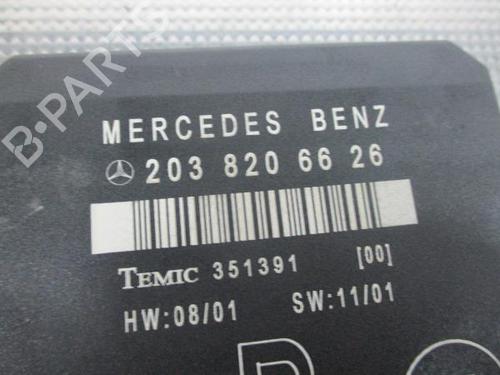 MERCEDES BENZ
203 820 66 26
TEMIC 351391 [00]
HW:08/01 SW:11/01
B-PARTS